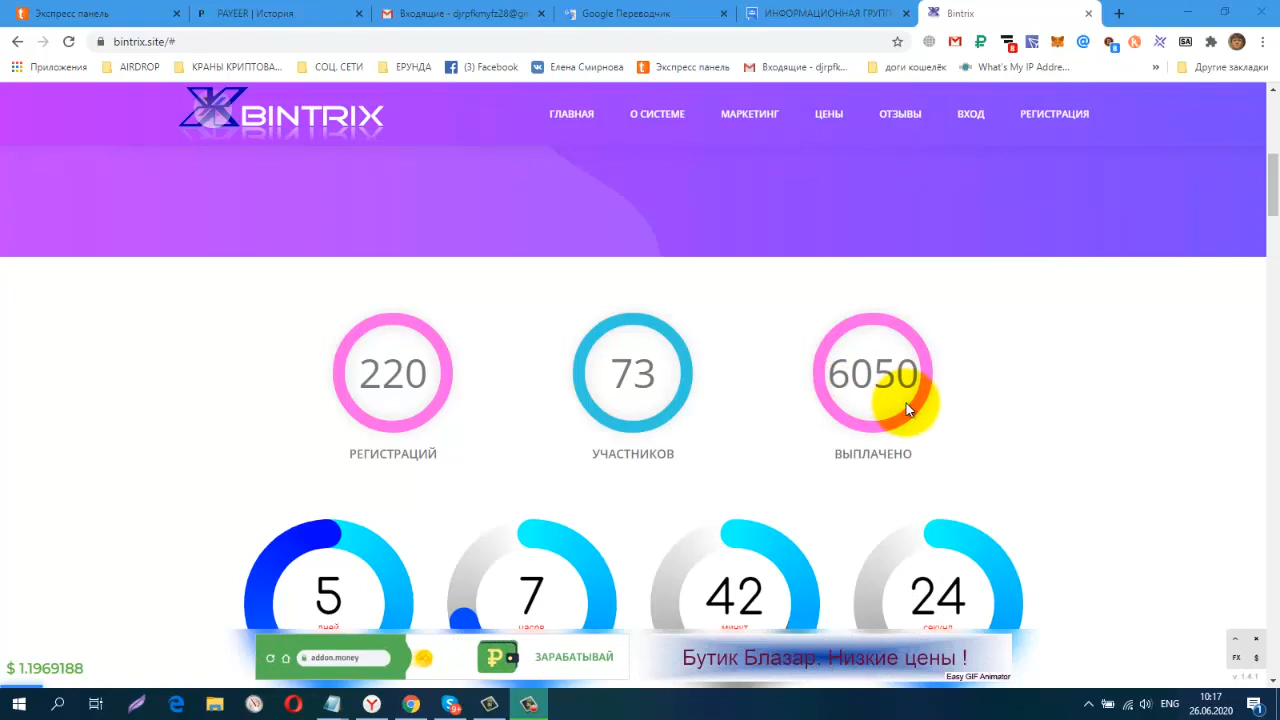 Экспресс панель
PAYEER | История
Входящие - djrpfkmyfz28@gm
Google Переводчик
ИНФОРМАЦИОННАЯ ГРУПП
Bintrix
bintrix.site/#
Приложения
AIRDROP
КРАНЫ КРИПТОВА...
СОЦ. СЕТИ
ЕРУНДА
(3) Facebook
Елена Смирнова
Экспресс панель
Входящие - djrpfk...
доги кошелёк
What's My IP Addre...
»
Другие закладки
BINTRIX
ГЛАВНАЯ
О СИСТЕМЕ
МАРКЕТИНГ
ЦЕНЫ
ОТЗЫВЫ
ВХОД
РЕГИСТРАЦИЯ
220
73
6050
РЕГИСТРАЦИЙ
УЧАСТНИКОВ
ВЫПЛАЧЕНО
5
7
42
24
дней
часов
минут
секунд
addon.money
ЗАРАБАТЫВАЙ
Бутик Блазар. Низкие цены !
Easy GIF Animator
FX $
v. 1.4.1
$ 1.1969188
ENG
10:17
26.06.2020